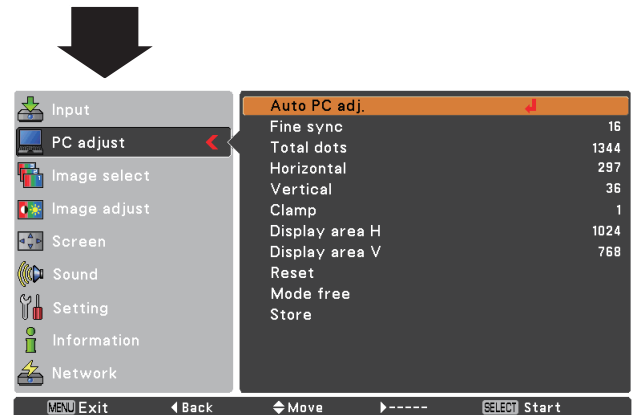 Input
PC adjust
Image select
Image adjust
Screen
Sound
Setting
Information
Network
Auto PC adj.
Fine sync 16
Total dots 1344
Horizontal 297
Vertical 36
Clamp 1
Display area H 1024
Display area V 768
Reset
Mode free
Store
MENU Exit Back Move ----- SELECT Start